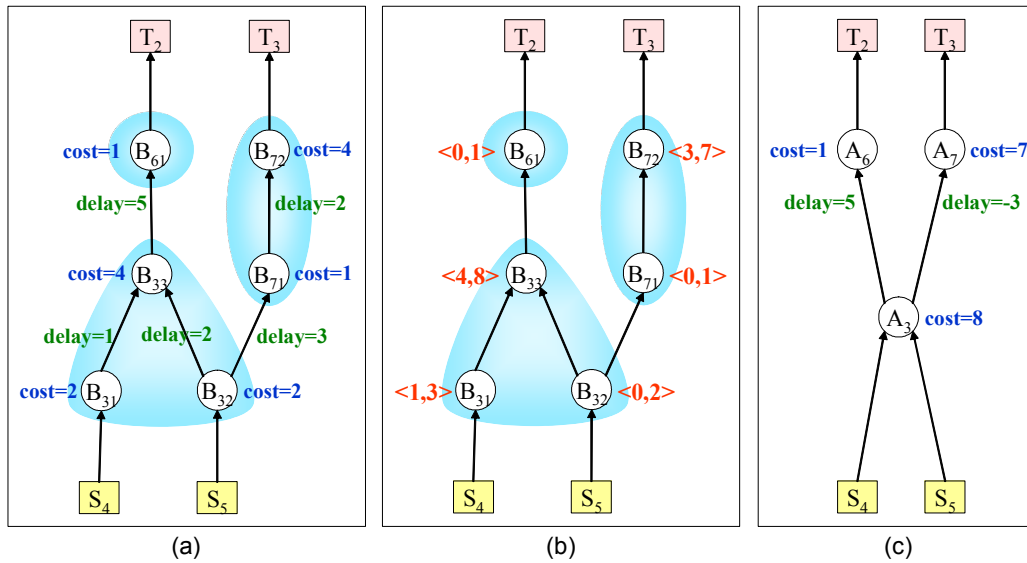 T2 T3
cost=1 B61 B72 cost=4
delay=5 delay=2
cost=4 B33 B71 cost=1
delay=1 delay=2 delay=3
cost=2 B31 B32 cost=2
S4 S5
(a)
T2 T3
<0,1> B61 B72 <3,7>
<4,8> B33 B71 <0,1>
<1,3> B31 B32 <0,2>
S4 S5
(b)
T2 T3
cost=1 A6 A7 cost=7
delay=5 delay=-3
A3 cost=8
S4 S5
(c)